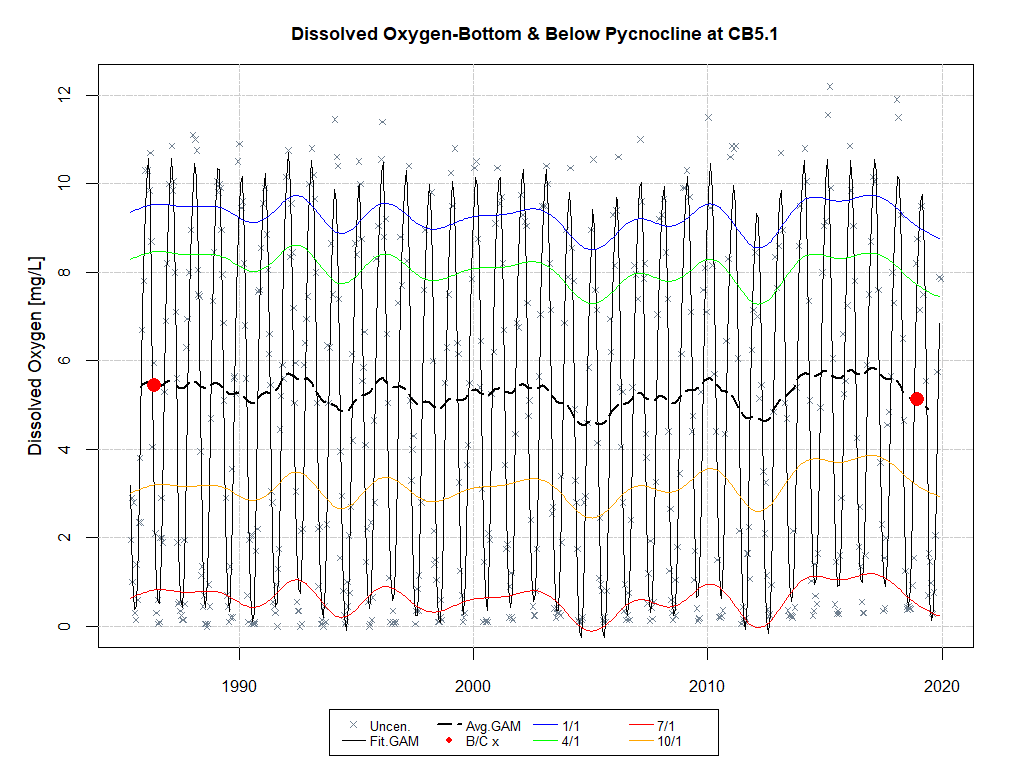 Dissolved Oxygen-Bottom & Below Pycnocline at CB5.1
Dissolved Oxygen [mg/L]
12
10
8
6
4
2
0
1990 2000 2010 2020
Uncen. Avg.GAM 1/1 7/1
Fit.GAM B/C x 4/1 10/1